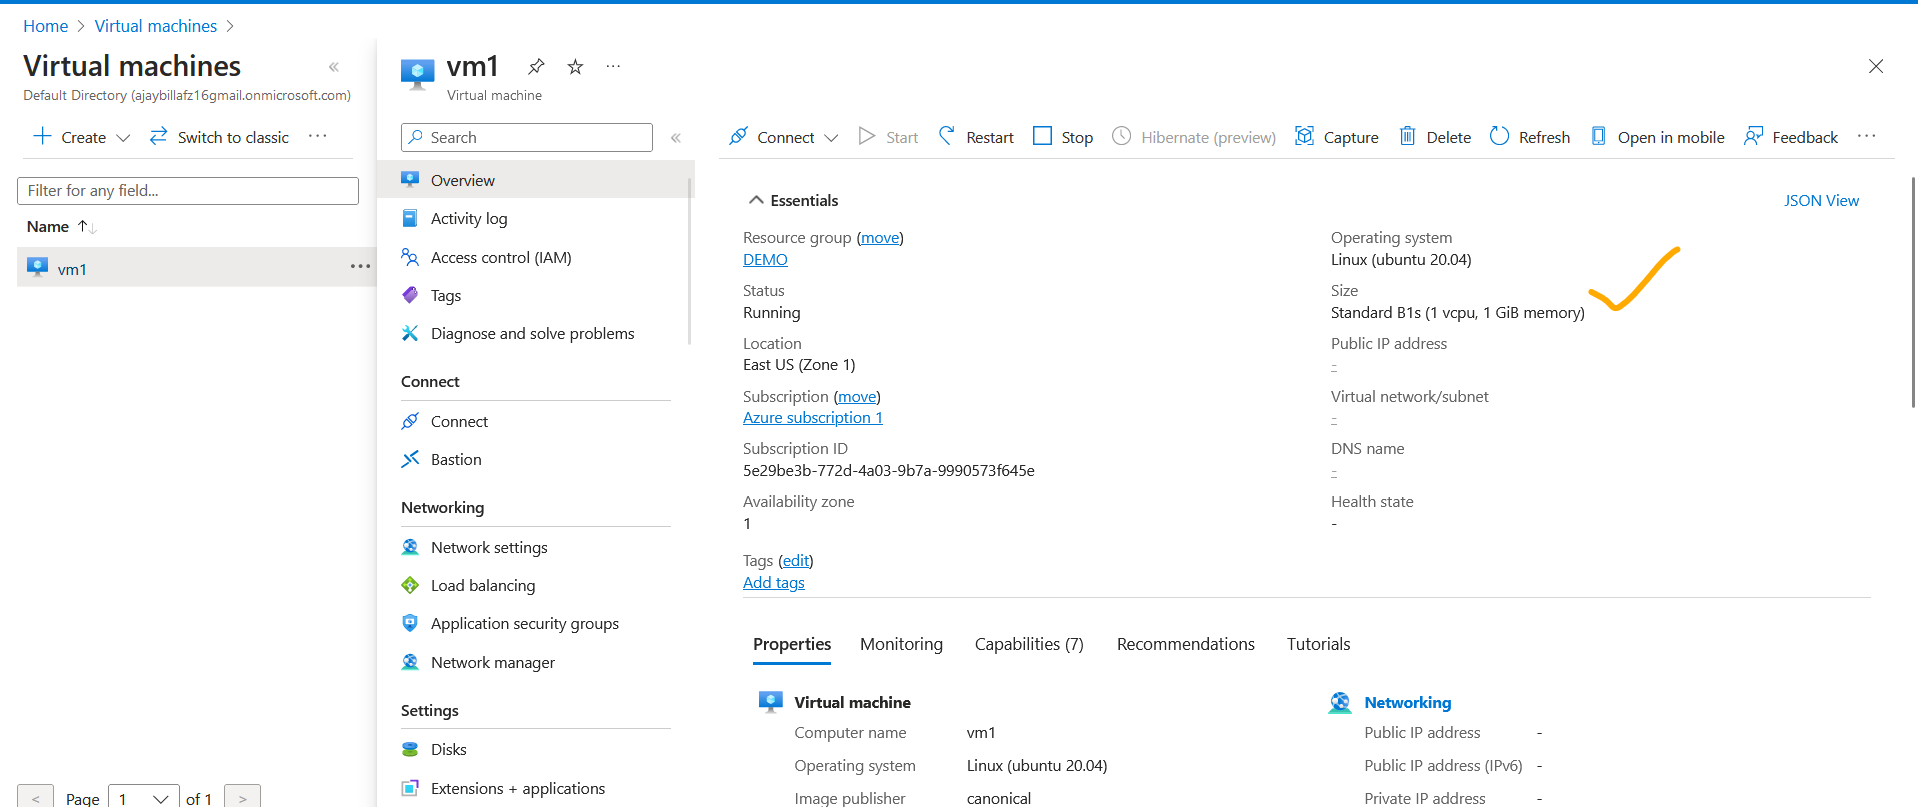 Home > Virtual machines >
Virtual machines
Default Directory (ajaybillafz16gmail.onmicrosoft.com)
Create
Switch to classic
Filter for any field...
Name
vm1
Page 1 of 1
vm1
Virtual machine
Search
Overview
Activity log
Access control (IAM)
Tags
Diagnose and solve problems
Connect
Connect
Bastion
Networking
Network settings
Load balancing
Application security groups
Network manager
Settings
Disks
Extensions + applications
Connect
Start
Restart
Stop
Hibernate (preview)
Capture
Delete
Refresh
Open in mobile
Feedback
Essentials
JSON View
Resource group (move)
DEMO
Status
Running
Location
East US (Zone 1)
Subscription (move)
Azure subscription 1
Subscription ID
5e29be3b-772d-4a03-9b7a-9990573f645e
Availability zone
1
Operating system
Linux (ubuntu 20.04)
Size
Standard B1s (1 vcpu, 1 GiB memory)
Public IP address
-
Virtual network/subnet
-
DNS name
-
Health state
-
Tags (edit)
Add tags
Properties
Monitoring
Capabilities (7)
Recommendations
Tutorials
Virtual machine
Computer name vm1
Operating system Linux (ubuntu 20.04)
Image publisher canonical
Networking
Public IP address -
Public IP address (IPv6) -
Private IP address -